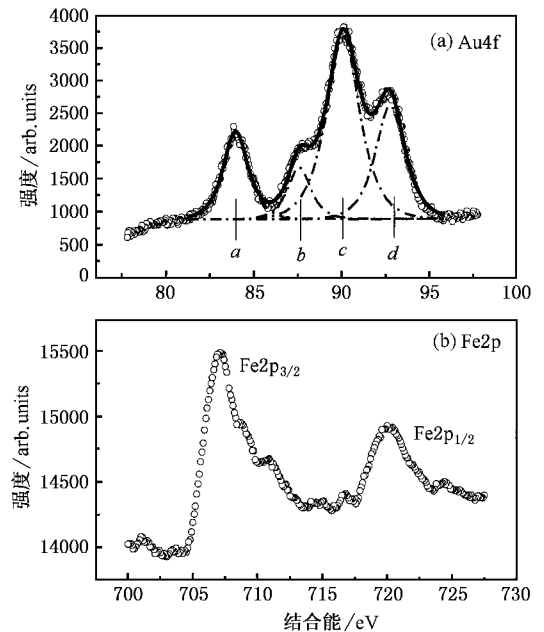 4000
(a) Au4f
3500
3000
2500
2000
1500
1000
500
0
强度/arb.units
a
b
c
d
80
85
90
95
100
(b) Fe2p
15500
Fe2p3/2
15000
Fe2p1/2
14500
14000
强度/arb.units
700
705
710
715
720
725
730
结合能/eV